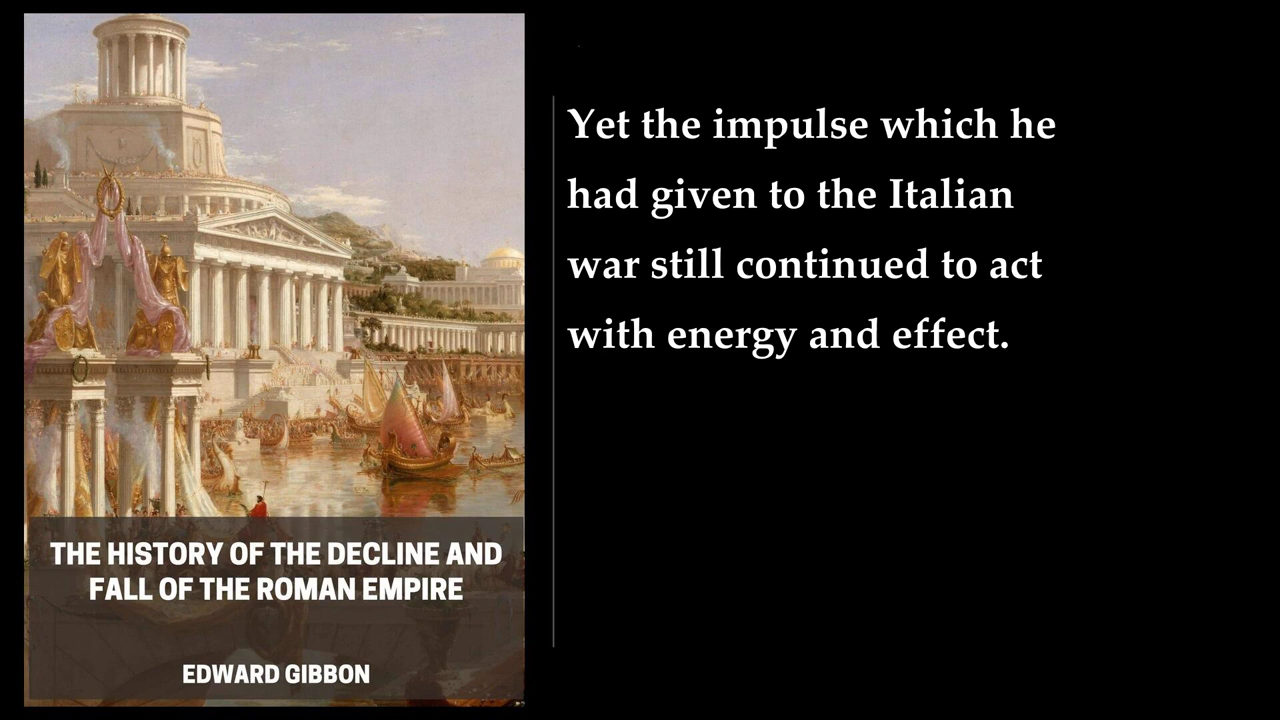 Yet the impulse which he
had given to the Italian
war still continued to act
with energy and effect.
THE HISTORY OF THE DECLINE AND
FALL OF THE ROMAN EMPIRE
EDWARD GIBBON